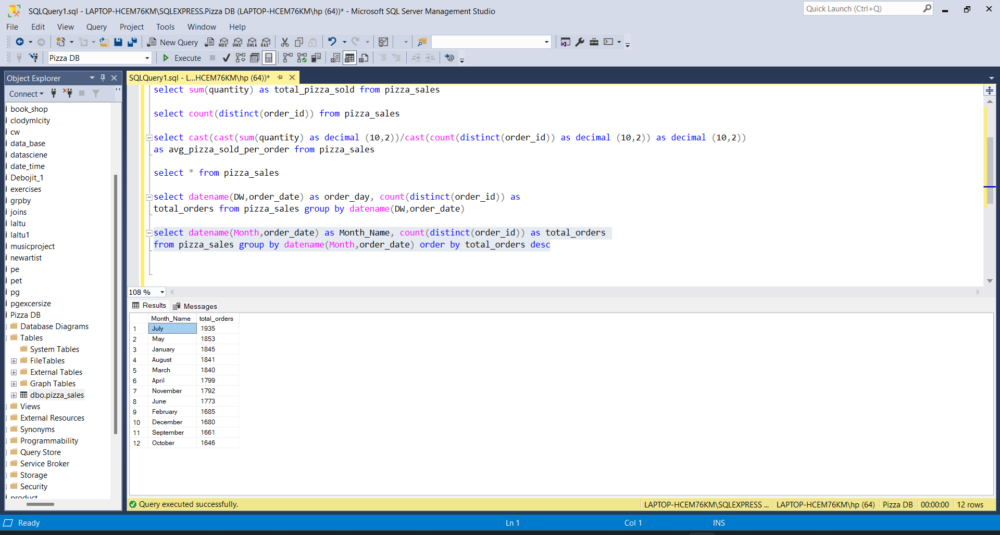 SQLQuery1.sql - LAPTOP-HCEM76KM\SQLEXPRESS.Pizza DB (LAPTOP-HCEM76KM\hp (64))* - Microsoft SQL Server Management Studio
Quick Launch (Ctrl+Q)
File Edit View Query Project Tools Window Help
New Query MDX DMX XMLA DAX
Pizza DB Execute
Object Explorer
Connect
book_shop
clodymlcity
cw
data_base
datasciene
date_time
Debojit_1
exercises
grpby
joins
laltu
laltu1
musicproject
newartist
pe
pet
pg
pgexcersize
Pizza DB
Database Diagrams
Tables
System Tables
FileTables
External Tables
Graph Tables
dbo.pizza_sales
Views
External Resources
Synonyms
Programmability
Query Store
Service Broker
Storage
Security
product
SQLQuery1.sql - L...HCEM76KM\hp (64))*
select sum(quantity) as total_pizza_sold from pizza_sales
select count(distinct(order_id)) from pizza_sales
select cast(cast(sum(quantity) as decimal (10,2))/cast(count(distinct(order_id)) as decimal (10,2)) as decimal (10,2))
as avg_pizza_sold_per_order from pizza_sales
select * from pizza_sales
select datename(DW,order_date) as order_day, count(distinct(order_id)) as
total_orders from pizza_sales group by datename(DW,order_date)
select datename(Month,order_date) as Month_Name, count(distinct(order_id)) as total_orders
from pizza_sales group by datename(Month,order_date) order by total_orders desc
108 %
Results Messages
Month_Name total_orders
1 July 1935
2 May 1853
3 January 1845
4 August 1841
5 March 1840
6 April 1799
7 November 1792
8 June 1773
9 February 1685
10 December 1680
11 September 1661
12 October 1646
Query executed successfully.
LAPTOP-HCEM76KM\SQLEXPRESS ... LAPTOP-HCEM76KM\hp (64) Pizza DB 00:00:00 12 rows
Ready Ln 1 Col 1 INS